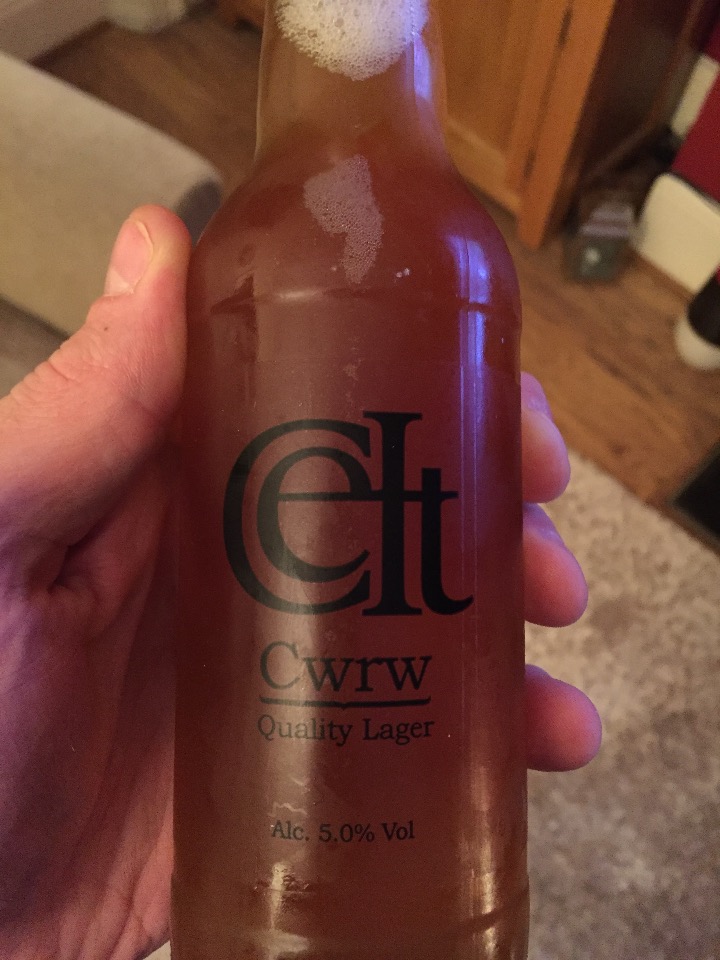 Celt
Cwrw
Quality Lager
Alc. 5.0% Vol